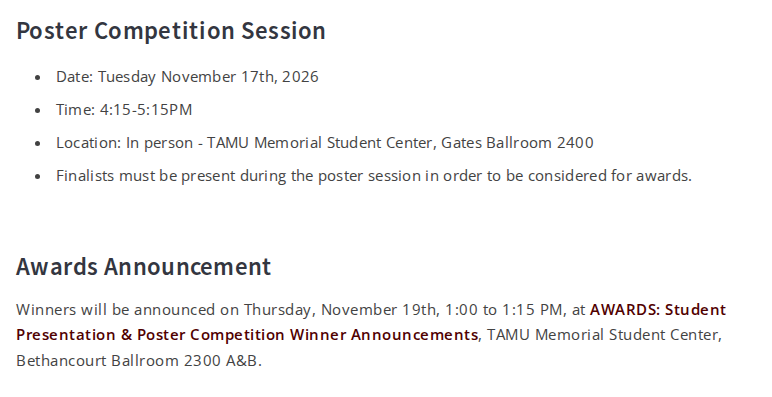 Poster Competition Session
• Date: Tuesday November 17th, 2026
• Time: 4:15-5:15PM
• Location: In person - TAMU Memorial Student Center, Gates Ballroom 2400
• Finalists must be present during the poster session in order to be considered for awards.
Awards Announcement
Winners will be announced on Thursday, November 19th, 1:00 to 1:15 PM, at AWARDS: Student
Presentation & Poster Competition Winner Announcements, TAMU Memorial Student Center,
Bethancourt Ballroom 2300 A&B.